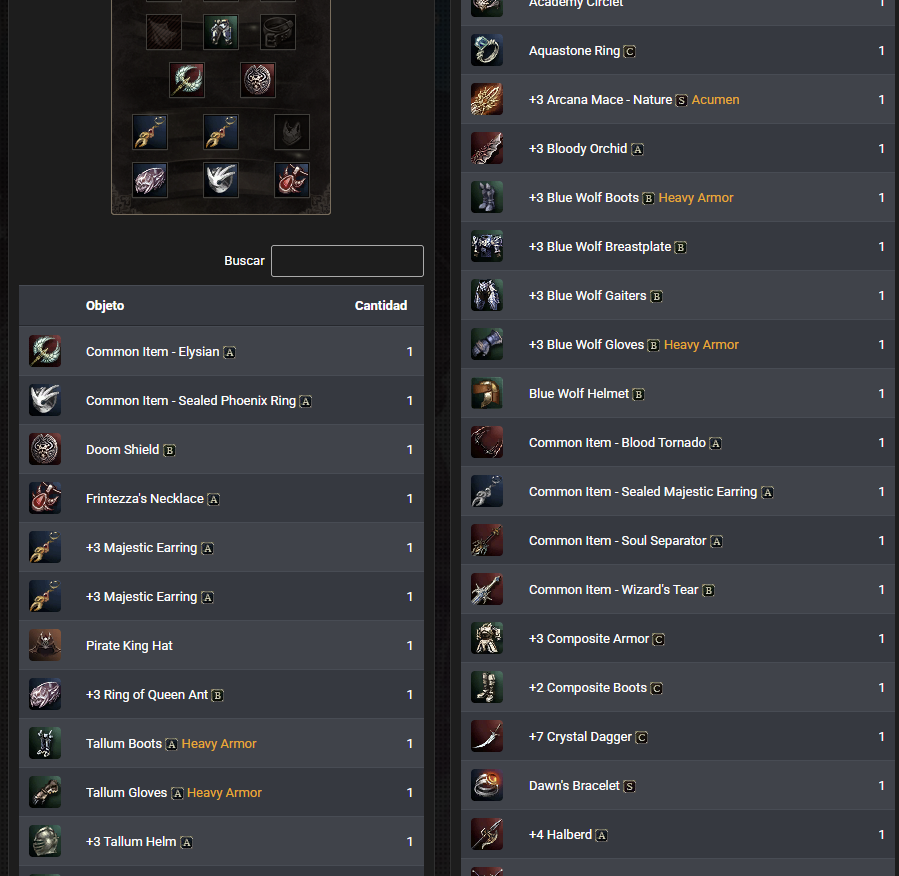 Buscar
Objeto Cantidad
Common Item - Elysian A 1
Common Item - Sealed Phoenix Ring A 1
Doom Shield B 1
Frintezza's Necklace A 1
+3 Majestic Earring A 1
+3 Majestic Earring A 1
Pirate King Hat 1
+3 Ring of Queen Ant B 1
Tallum Boots A Heavy Armor 1
Tallum Gloves A Heavy Armor 1
+3 Tallum Helm A 1
Academy Circlet 1
Aquastone Ring C 1
+3 Arcana Mace - Nature S Acumen 1
+3 Bloody Orchid A 1
+3 Blue Wolf Boots B Heavy Armor 1
+3 Blue Wolf Breastplate B 1
+3 Blue Wolf Gaiters B 1
+3 Blue Wolf Gloves B Heavy Armor 1
Blue Wolf Helmet B 1
Common Item - Blood Tornado A 1
Common Item - Sealed Majestic Earring A 1
Common Item - Soul Separator A 1
Common Item - Wizard's Tear B 1
+3 Composite Armor C 1
+2 Composite Boots C 1
+7 Crystal Dagger C 1
Dawn's Bracelet S 1
+4 Halberd A 1